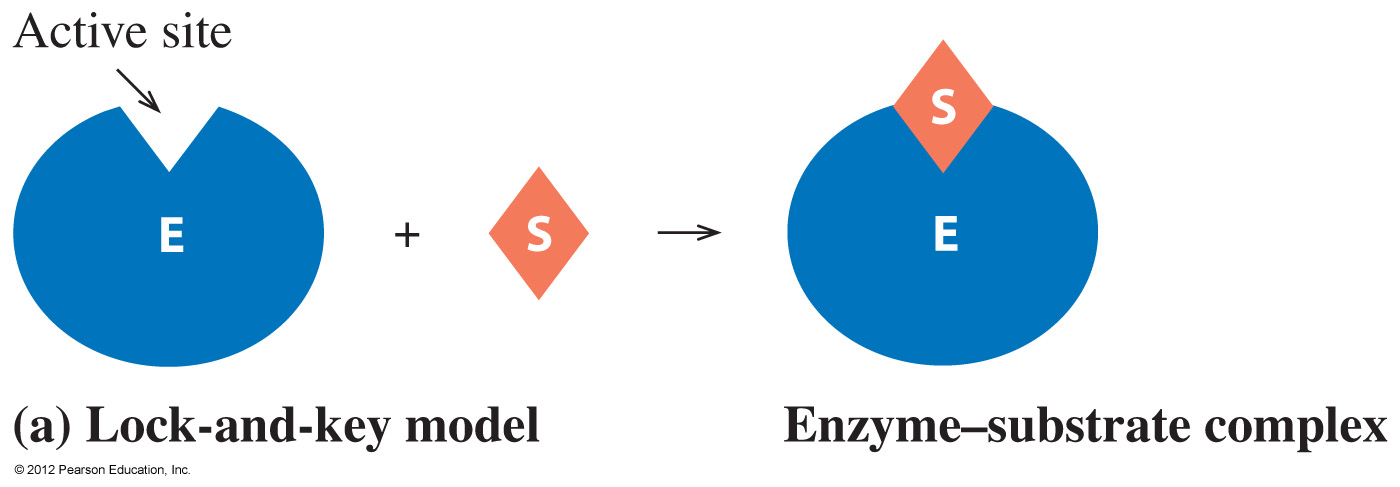 Active site
E
+
S
S
E
(a) Lock-and-key model
Enzyme–substrate complex
© 2012 Pearson Education, Inc.